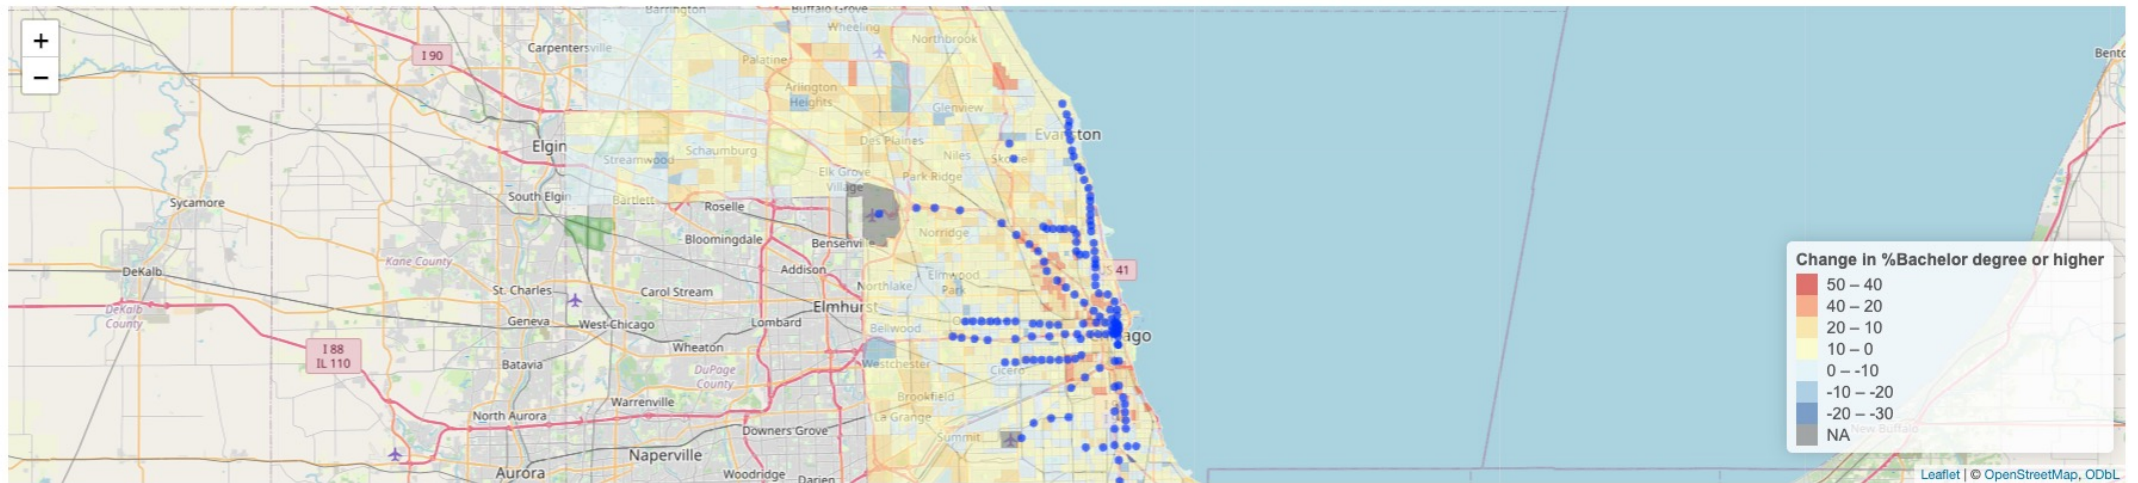 +
−
Barrington
Buffalo Grove
Wheeling
I 90
Carpentersville
Northbrook
Palatine
Arlington
Heights
Glenview
Evanston
Des Plaines
Elgin
Schaumburg
Streamwood
Niles
Skokie
Elk Grove
Village
Park Ridge
South Elgin
Bartlett
Roselle
Sycamore
Bloomingdale
Bensenville
Norridge
Kane County
DeKalb
Addison
Elmwood
Park
US 41
Northlake
St. Charles
Carol Stream
Elmhurst
DeKalb
County
Geneva
West Chicago
Lombard
Bellwood
Chicago
Wheaton
I 88
IL 110
Batavia
DuPage
County
Westchester
Cicero
Warrenville
Brookfield
North Aurora
La Grange
Downers Grove
Summit
Naperville
Aurora
Woodridge
Darien
New Buffalo
Change in %Bachelor degree or higher
50 – 40
40 – 20
20 – 10
10 – 0
0 – -10
-10 – -20
-20 – -30
NA
Leaflet | © OpenStreetMap, ODbL